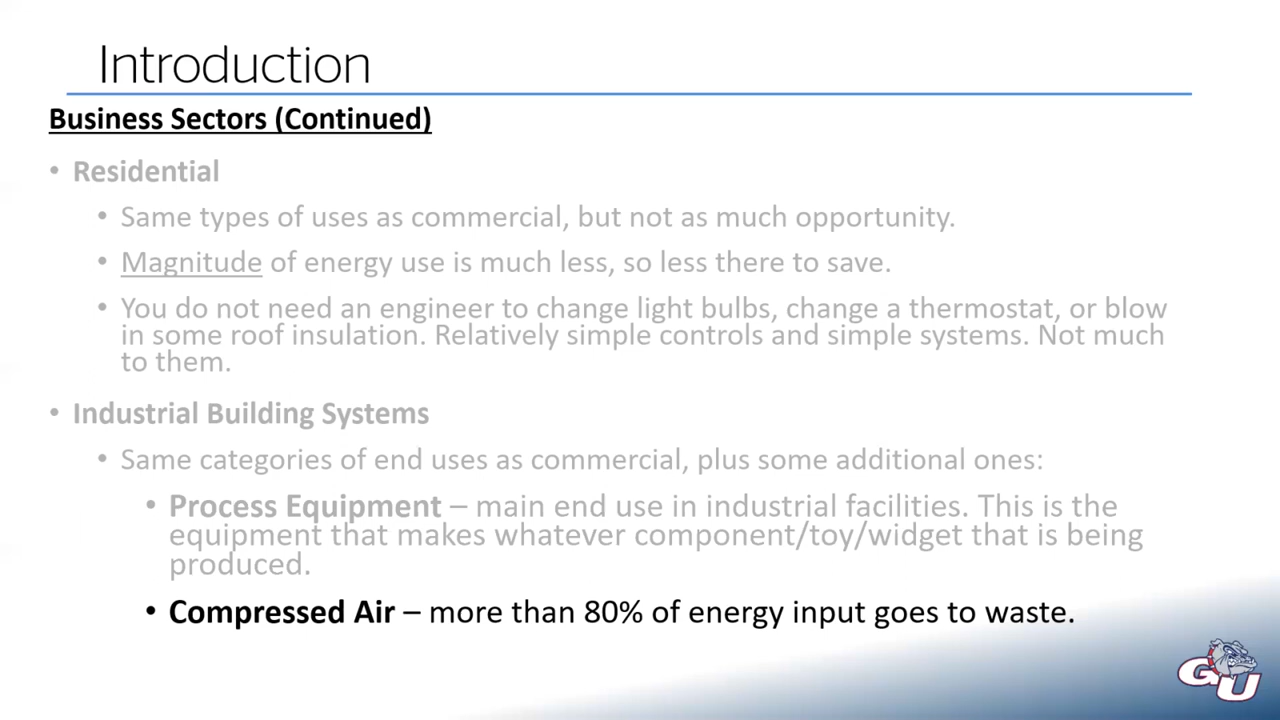 Introduction
Business Sectors (Continued)
• Residential
• Same types of uses as commercial, but not as much opportunity.
• Magnitude of energy use is much less, so less there to save.
• You do not need an engineer to change light bulbs, change a thermostat, or blow
in some roof insulation. Relatively simple controls and simple systems. Not much
to them.
• Industrial Building Systems
• Same categories of end uses as commercial, plus some additional ones:
• Process Equipment – main end use in industrial facilities. This is the
equipment that makes whatever component/toy/widget that is being
produced.
• Compressed Air – more than 80% of energy input goes to waste.
GU